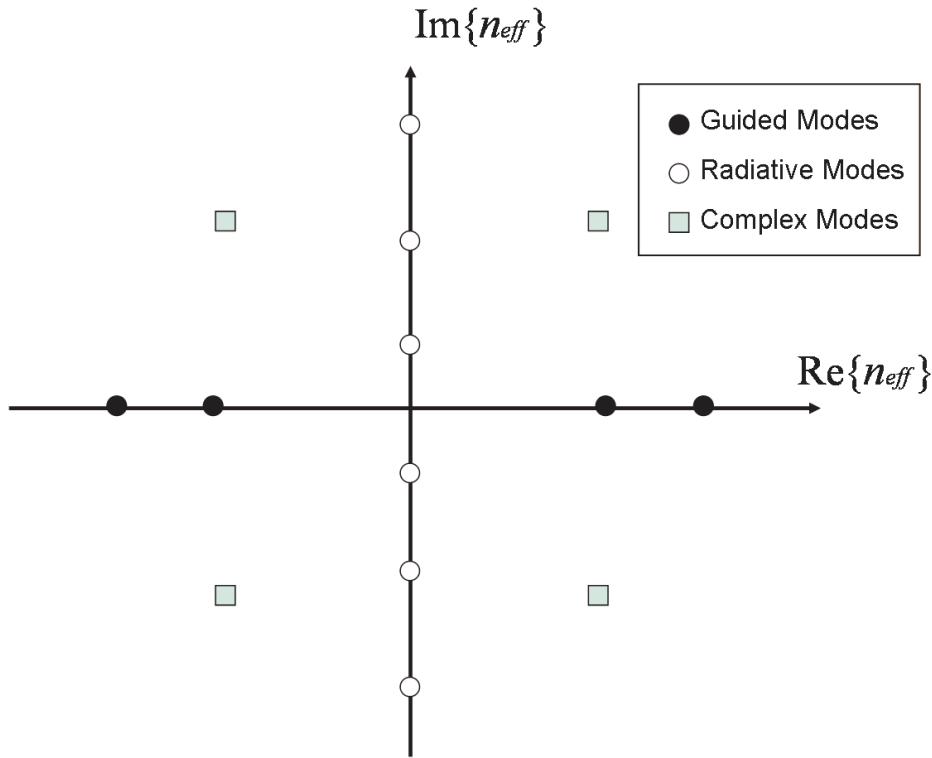 Im{neff}
Guided Modes
Radiative Modes
Complex Modes
Re{neff}